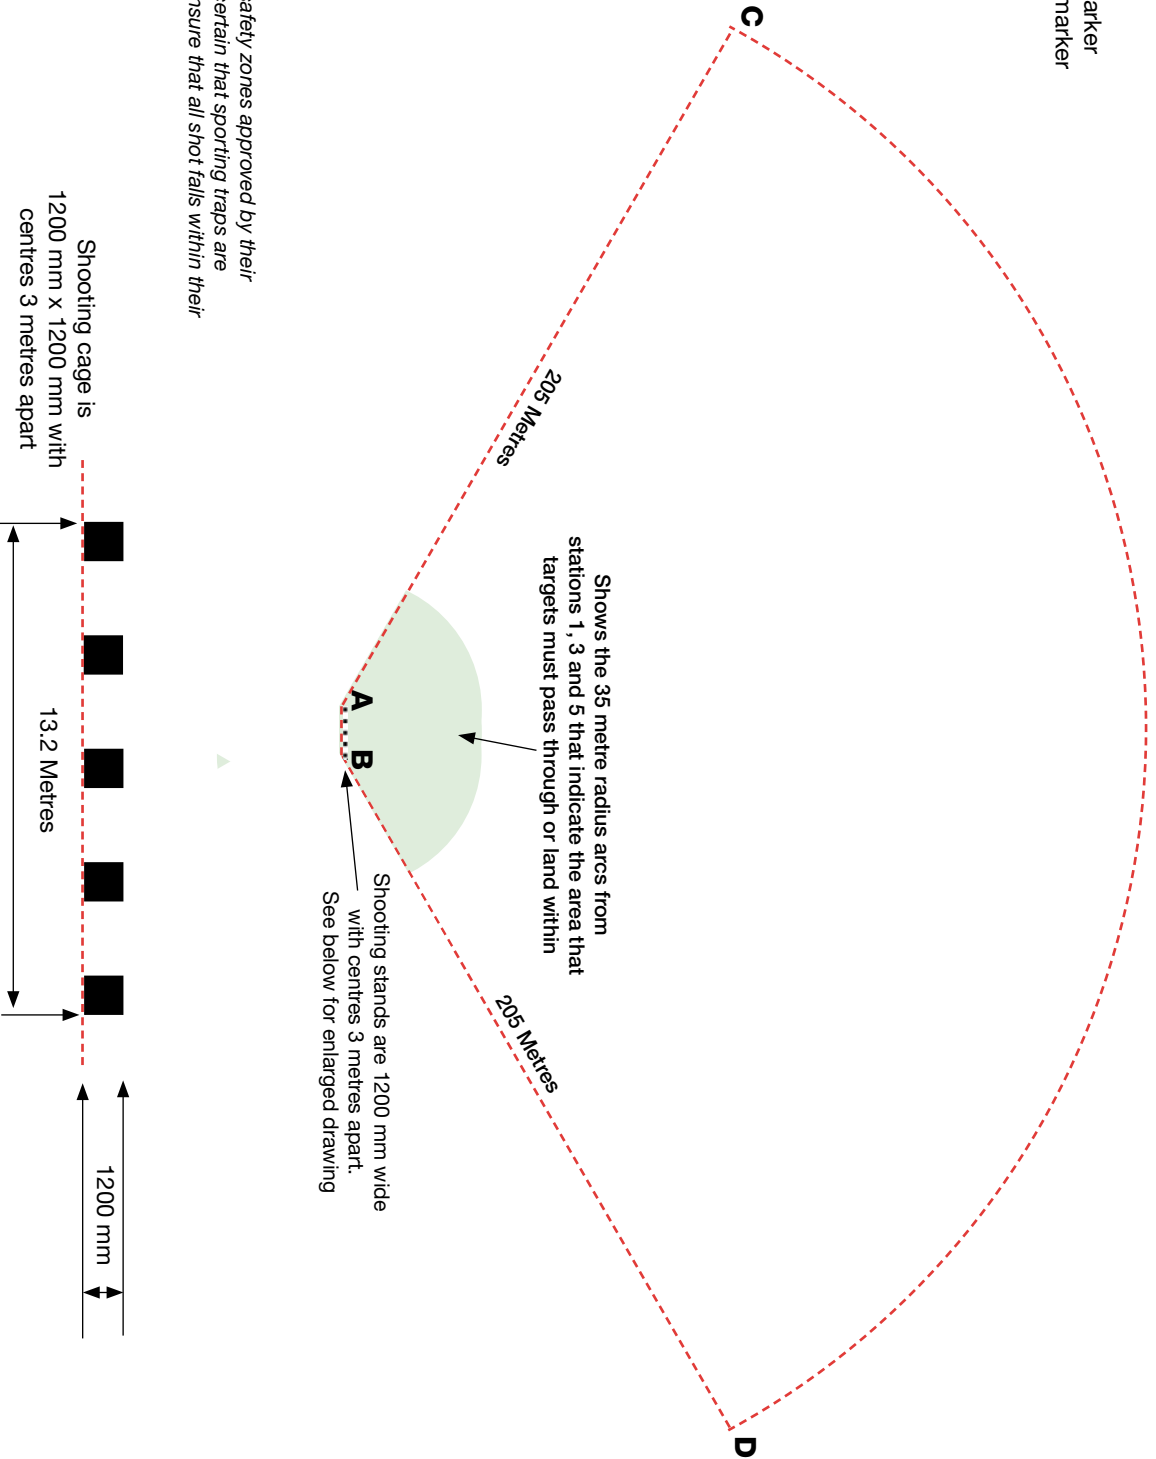 arker
marker
C
D
Shows the 35 metre radius arcs from
stations 1, 3 and 5 that indicate the area that
targets must pass through or land within
205 Metres
205 Metres
A
B
Shooting stands are 1200 mm wide
with centres 3 metres apart.
See below for enlarged drawing
afety zones approved by their
ertain that sporting traps are
nsure that all shot falls within their
Shooting cage is
1200 mm x 1200 mm with
centres 3 metres apart
13.2 Metres
1200 mm